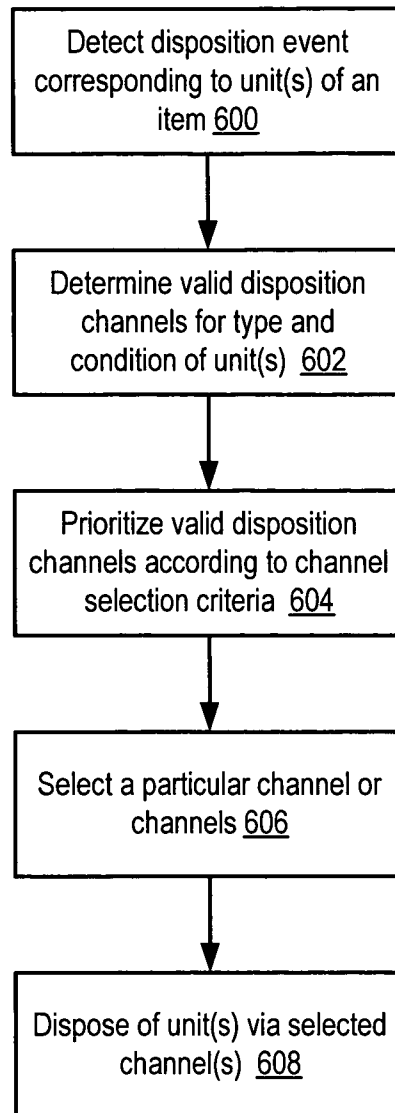 Detect disposition event
corresponding to unit(s) of an
item 600
Determine valid disposition
channels for type and
condition of unit(s) 602
Prioritize valid disposition
channels according to channel
selection criteria 604
Select a particular channel or
channels 606
Dispose of unit(s) via selected
channel(s) 608